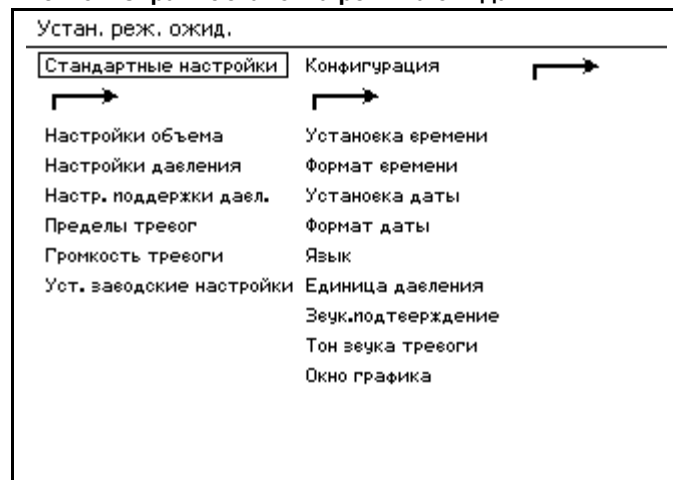 Устан. реж. ожид.
Стандартные настройки
Настройки объема
Настройки давления
Настр. поддержки давл.
Пределы тревог
Громкость тревоги
Уст. заводские настройки
Конфигурация
Установка времени
Формат времени
Установка даты
Формат даты
Язык
Единица давления
Звук.подтверждение
Тон звука тревоги
Окно графика